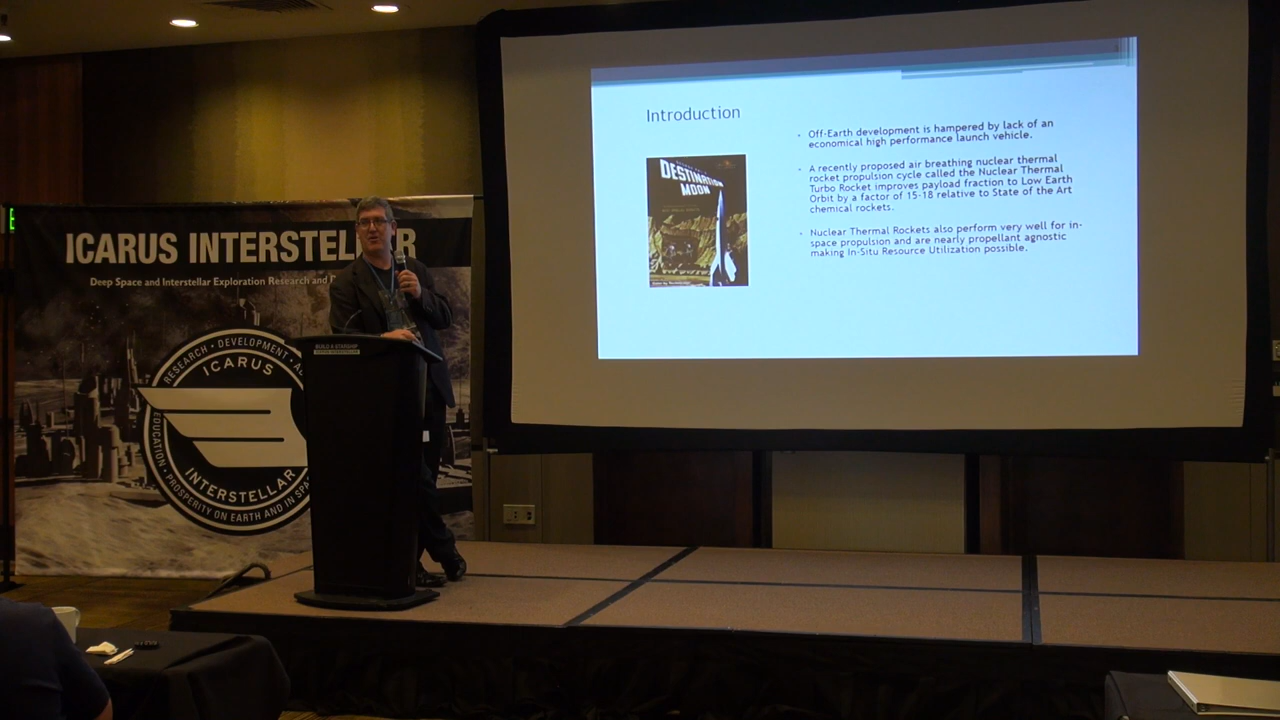 ICARUS INTERSTELLAR
Deep Space and Interstellar Exploration Research and
RESEARCH • DEVELOPMENT •
ICARUS
INTERSTELLAR
EDUCATION • PROSPERITY ON EARTH AND IN SPA
BUILD A STARSHIP
Introduction
DESTINATION
MOON
• Off-Earth development is hampered by lack of an
economical high performance launch vehicle.
• A recently proposed air breathing nuclear thermal
rocket propulsion cycle called the Nuclear Thermal
Turbo Rocket improves payload fraction to Low Earth
Orbit by a factor of 15-18 relative to State of the Art
chemical rockets.
• Nuclear Thermal Rockets also perform very well for in-
space propulsion and are nearly propellant agnostic
making In-Situ Resource Utilization possible.